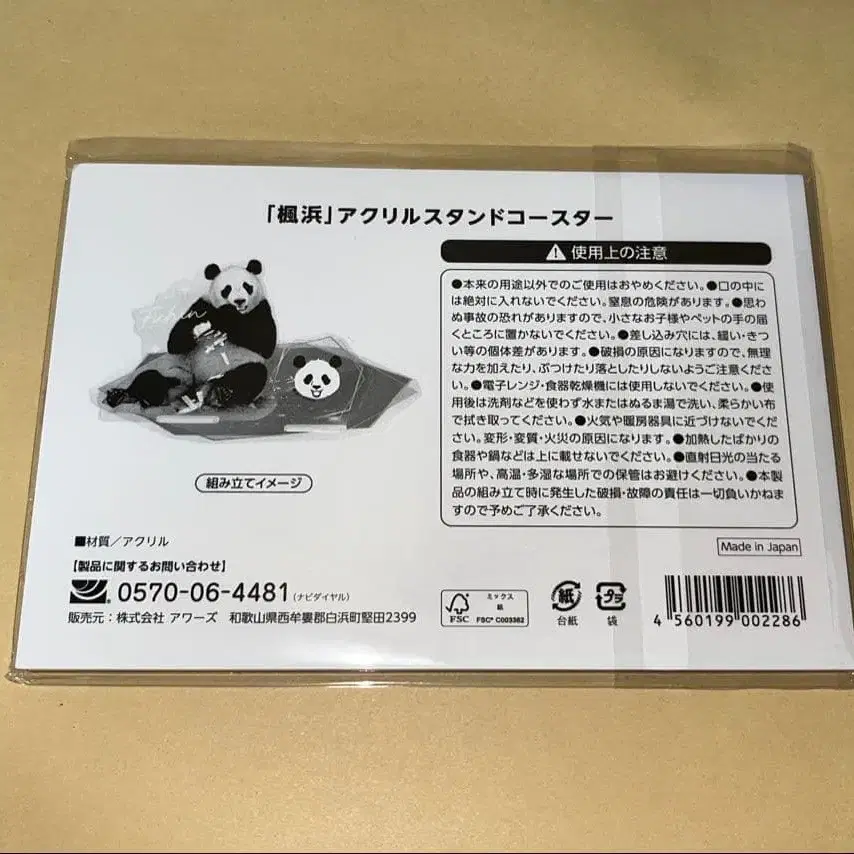 「楓浜」アクリルスタンドコースター
組み立てイメージ
⚠使用上の注意
●本来の用途以外でのご使用はおやめください。●口の中に
は絶対に入れないでください。窒息の危険があります。●思わ
ぬ事故の恐れがありますので、小さなお子様やペットの手の届
くところに置かないでください。●差し込み穴には、緩い・きつ
い等の個体差があります。●破損の原因になりますので、無理
な力を加えたり、ぶつけたり落としたりしないようご注意くださ
い。●電子レンジ・食器乾燥機には使用しないでください。●使
用後は洗剤などを使わず水またはぬるま湯で洗い、柔らかい布
で拭き取ってください。●火気や暖房器具に近づけないでくだ
さい。変形・変質・火災の原因になります。●加熱したばかりの
食器や鍋などは上に載せないでください。●直射日光の当たる
場所や、高温・多湿な場所での保管はお避けください。●本製
品の組み立て時に発生した破損・故障の責任は一切負いかねま
すので予めご了承ください。
■材質／アクリル
【製品に関するお問い合わせ】
0570-06-4481（ナビダイヤル）
販売元：株式会社 アワーズ 和歌山県西牟婁郡白浜町堅田2399
Made in Japan
FSC
ミックス
紙
FSC® C003362
紙
台紙
プラ
袋
4 560199 002286